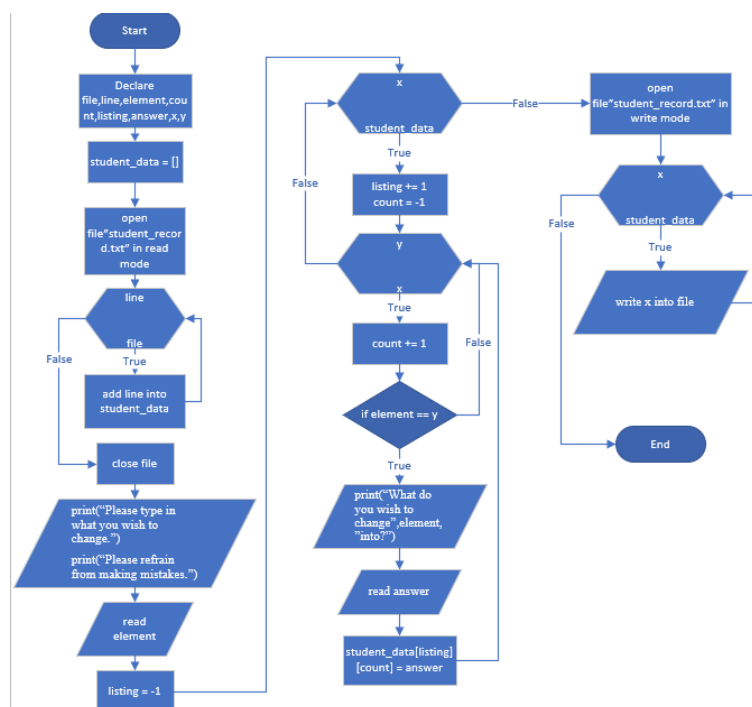 Start
Declare
file,line,element,cou
nt,listing,answer,x,y
student_data = []
open
file"student_recor
d.txt" in read
mode
line
file
False
True
add line into
student_data
close file
print("Please type in
what you wish to
change.")
print("Please refrain
from making mistakes.")
read
element
listing = -1
x
student_data
False
True
False
listing += 1
count = -1
y
x
True
count += 1
False
if element == y
True
print("What do
you wish to
change",element,
"into?")
read answer
student_data[listing]
[count] = answer
open
file"student_record.txt" in
write mode
x
student_data
False
True
write x into file
End